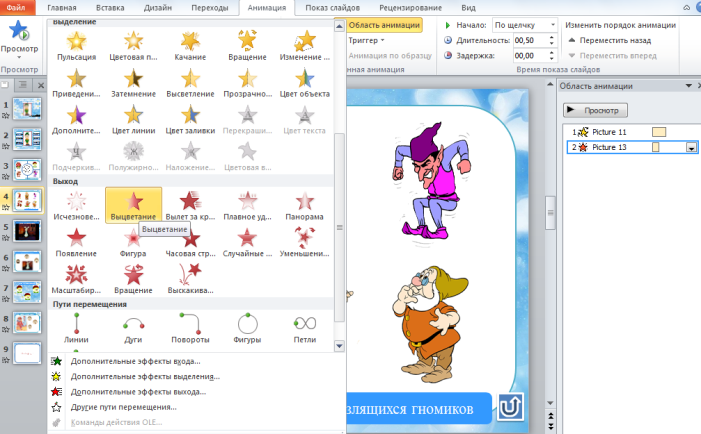 Файл Главная Вставка Дизайн Переходы Анимация Показ слайдов Рецензирование Вид
Просмотр
Просмотр
Выделение
Пульсация Цветовая п... Качание Вращение Изменение ...
Приведени... Затемнение Высветление Прозрачно... Цвет объекта
Дополните... Цвет линии Цвет заливки Перекраши... Цвет текста
Подчеркив... Полужирно... Наложение... Цветовая в...
Выход
Исчезнове... Выцветание Вылет за кр... Плавное уд... Панорама
Выцветание
Появление Фигура Часовая стр... Случайные ... Уменьшени...
Масштабир... Вращение Выскакива...
Пути перемещения
Линии Дуги Повороты Фигуры Петли
Дополнительные эффекты входа...
Дополнительные эффекты выделения...
Дополнительные эффекты выхода...
Другие пути перемещения...
Команды действия OLE...
Область анимации
Триггер
Анимация по образцу
нная анимация
Начало: По щелчку
Длительность: 00,50
Задержка: 00,00
Время показа слайдов
Изменить порядок анимации
Переместить назад
Переместить вперед
1
2
3
4
5
6
7
8
9
злящихся гномиков
Область анимации
Просмотр
1 Picture 11
2 Picture 13